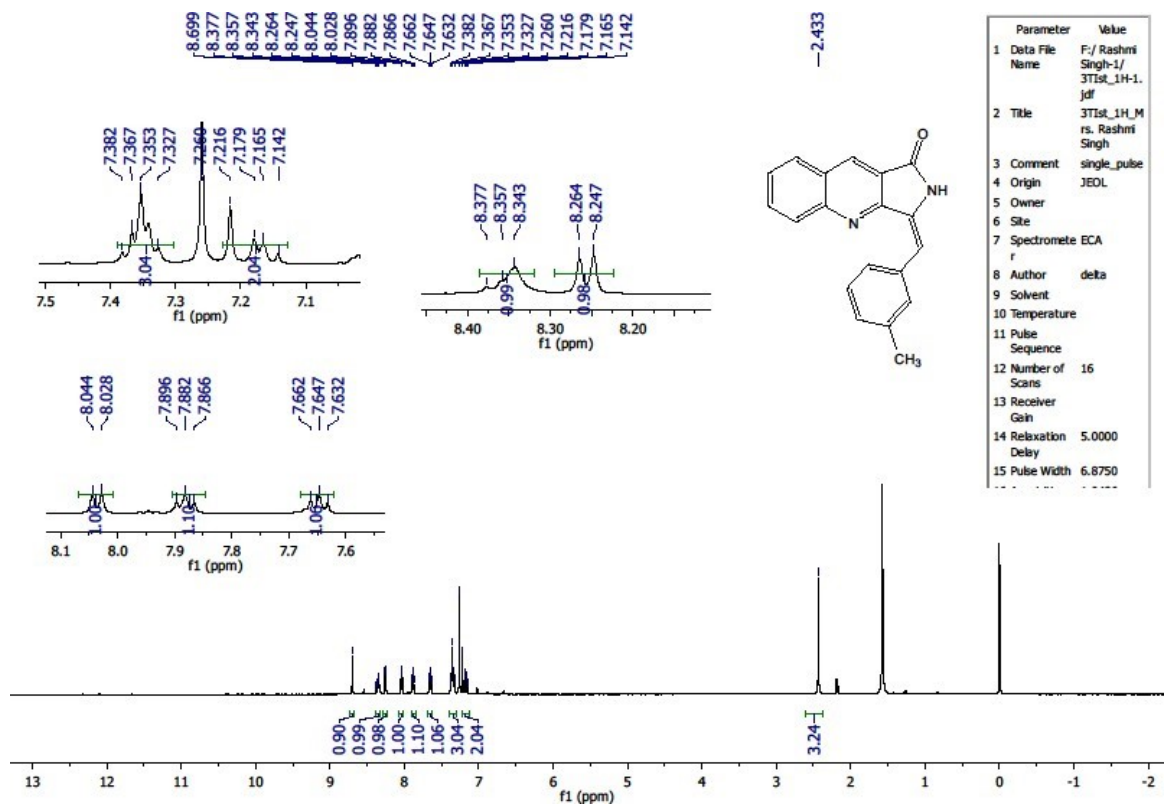 8.699
8.377
8.357
8.343
8.264
8.247
8.044
8.028
7.896
7.882
7.866
7.662
7.647
7.632
7.382
7.367
7.353
7.327
7.260
7.216
7.179
7.165
7.142
2.433
7.382
7.367
7.353
7.327
7.260
7.216
7.179
7.165
7.142
3.04
2.04
7.5 7.4 7.3 7.2 7.1
f1 (ppm)
8.377
8.357
8.343
8.264
8.247
0.99
0.98
8.40 8.30 8.20
f1 (ppm)
O
NH
N
CH3
Parameter Value
1 Data File F:/ Rashmi
Name Singh-1/
3TIst_1H-1.
jdf
2 Title 3TIst_1H_M
rs. Rashmi
Singh
3 Comment single_pulse
4 Origin JEOL
5 Owner
6 Site
7 Spectromete ECA
r
8 Author delta
9 Solvent
10 Temperature
11 Pulse
Sequence
12 Number of 16
Scans
13 Receiver
Gain
14 Relaxation 5.0000
Delay
15 Pulse Width 6.8750
8.044
8.028
7.896
7.882
7.866
7.662
7.647
7.632
1.00
1.10
1.06
8.1 8.0 7.9 7.8 7.7 7.6
f1 (ppm)
0.90
0.99
0.98
1.00
1.10
1.06
3.04
2.04
3.24
13 12 11 10 9 8 7 6 5 4 3 2 1 0 -1 -2
f1 (ppm)